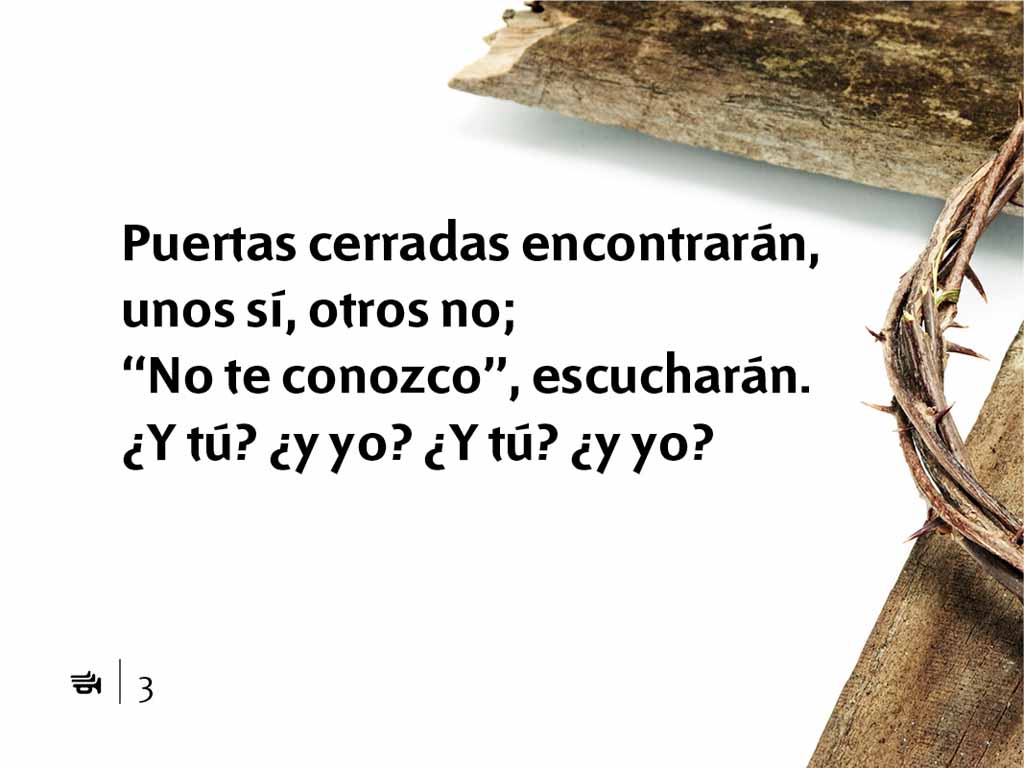 Puertas cerradas encontrarán,
unos sí, otros no;
“No te conozco”, escucharán.
¿Y tú? ¿y yo? ¿Y tú? ¿y yo?
3